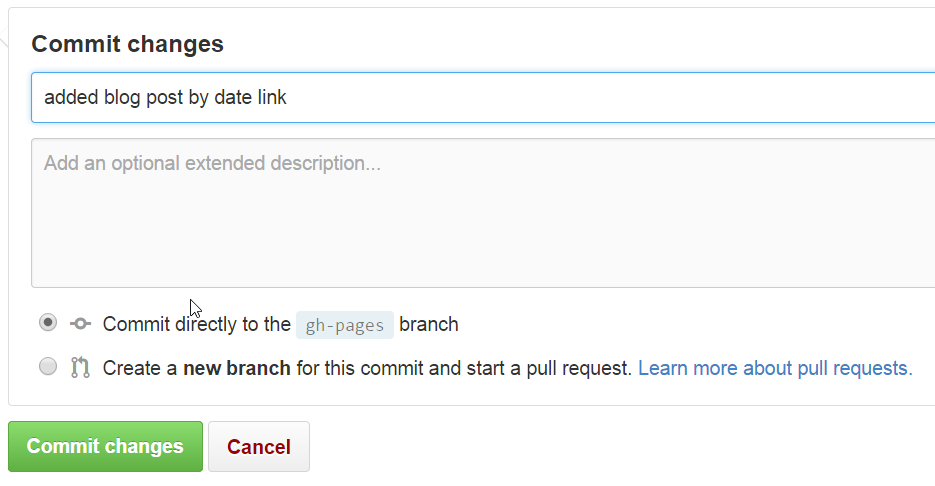 Commit changes
added blog post by date link
Add an optional extended description...
Commit directly to the gh-pages branch
Create a new branch for this commit and start a pull request. Learn more about pull requests.
Commit changes Cancel